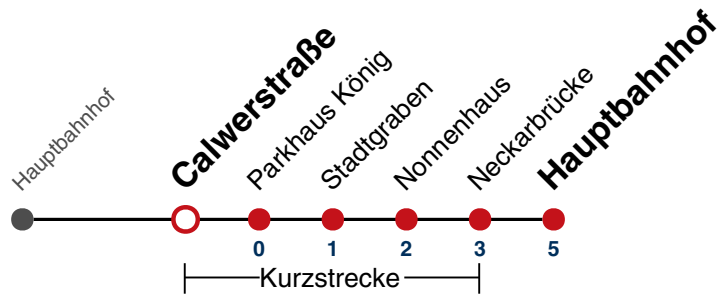 Hauptbahnhof
Calwerstraße
Parkhaus König
Stadtgraben
Nonnenhaus
Neckarbrücke
Hauptbahnhof
0 1 2 3 5
Kurzstrecke